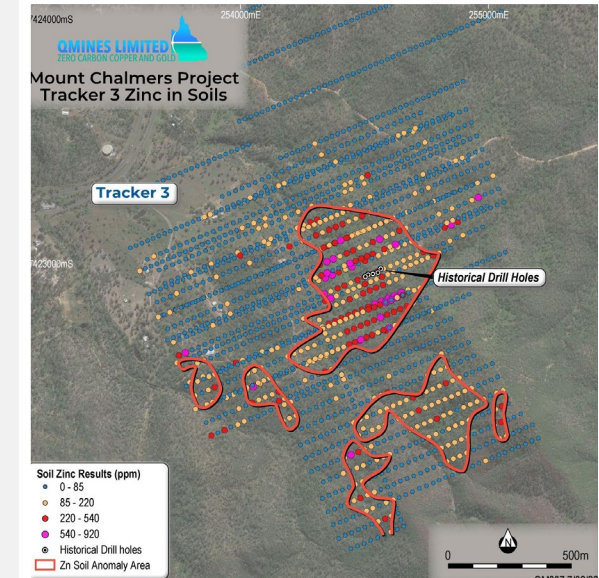 7424000mS
254000mE
255000mE
QMINES LIMITED
ZERO CARBON COPPER AND GOLD
Mount Chalmers Project
Tracker 3 Zinc in Soils
Tracker 3
7423000mS
Historical Drill Holes
Soil Zinc Results (ppm)
0 - 85
85 - 220
220 - 540
540 - 920
Historical Drill holes
Zn Soil Anomaly Area
N
0
500m